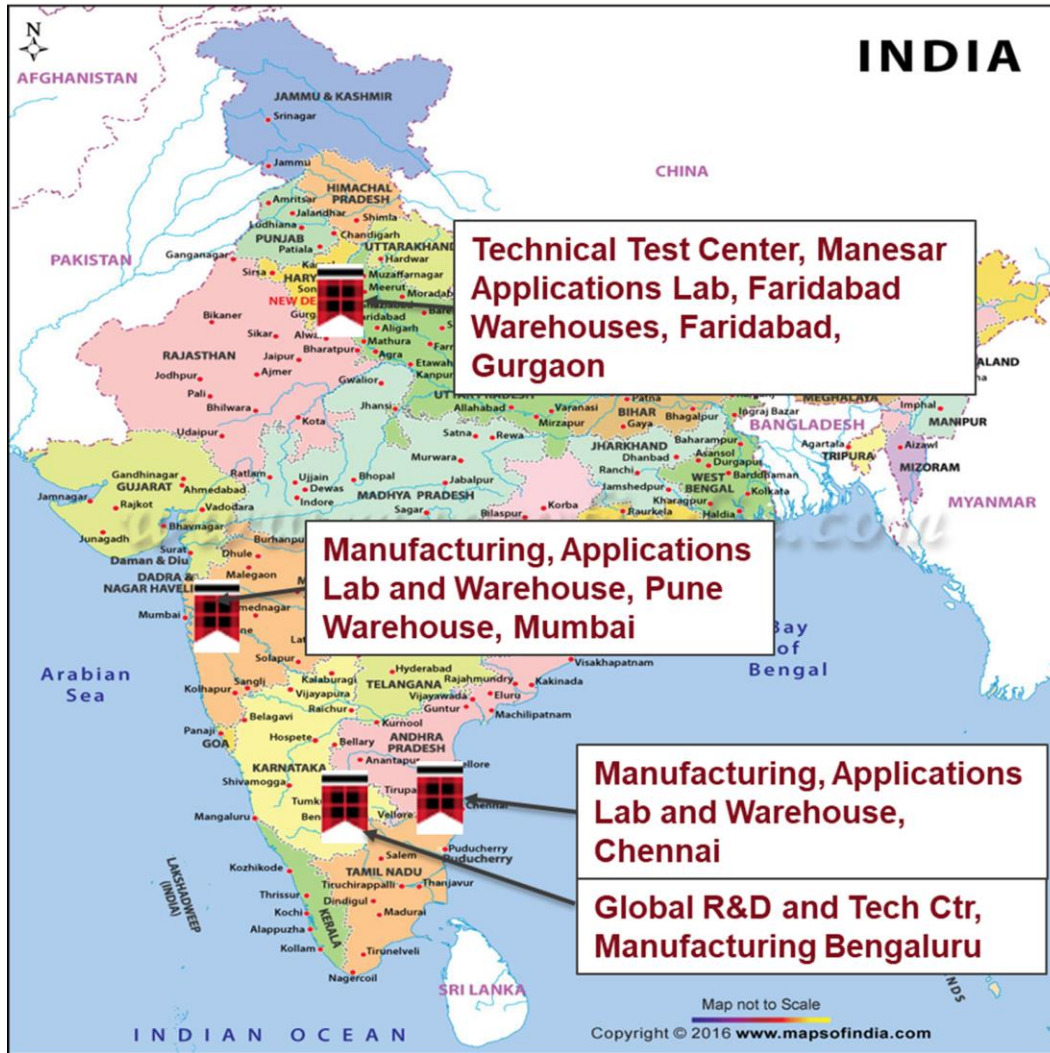 N
INDIA
AFGHANISTAN
JAMMU & KASHMIR
Srinagar
Jammu
CHINA
HIMACHAL
PRADESH
Amritsar
Jalandhar
Shimla
Ludhiana
Chandigarh
PUNJAB
UTTARAKHAND
Patiala
Hardwar
PAKISTAN
Ganganagar
Sirsa
Muzaffarnagar
Meerut
NEW DE
Aligarh
Mathura
Bharatpur
Agra
Etawah
Kanpur
Bikaner
Sikar
Jaipur
RAJASTHAN
Jodhpur
Ajmer
Gwalior
Pali
Bhilwara
Jhansi
Kota
Udaipur
Technical Test Center, Manesar
Applications Lab, Faridabad
Warehouses, Faridabad,
Gurgaon
Allahabad
Varanasi
Mirzapur
Patna
BIHAR
Gaya
Bhagalpur
Ingraj Bazar
MEGHALAYA
BANGLADESH
Imphal
MANIPUR
Agartala
TRIPURA
Aizawl
MIZORAM
MYANMAR
Satna
Rewa
Murwara
JHARKHAND
Dhanbad
Baharampur
Asansol
Durgapur
Ranchi
WEST
BENGAL
Barddhaman
Jamshedpur
Kolkata
Kharagpur
Haldia
Raurkela
Gandhinagar
GUJARAT
Ahmedabad
Jamnagar
Rajkot
Vadodara
Bhavnagar
Junagadh
Surat
Daman & Diu
Ratlam
Ujjain
Dewas
Indore
Bhopal
Jabalpur
MADHYA PRADESH
Sagar
Bilaspur
Korba
Burhanpu
Dhule
Malegaon
DADRA &
NAGAR HAVELI
Mumbai
Manufacturing, Applications
Lab and Warehouse, Pune
Warehouse, Mumbai
Arabian
Sea
Bay
of
Bengal
Solapur
Sangli
Kolhapur
Kalaburagi
Vijayapura
Raichur
Hyderabad
TELANGANA
Rajahmundry
Kakinada
Visakhapatnam
Vijayawada
Eluru
Guntur
Machilipatnam
Belagavi
Panaji
GOA
Kurnool
Hospete
Bellary
ANDHRA
PRADESH
Anantapur
KARNATAKA
Shivamogga
Mangaluru
Vellore
Chennai
Manufacturing, Applications
Lab and Warehouse,
Chennai
Puducherry
Puducherry
Salem
TAMIL NADU
Tiruchirappalli
Thanjavur
Dindigul
Madurai
Tirunelveli
Nagercoil
Global R&D and Tech Ctr,
Manufacturing Bengaluru
LAKSHADWEEP
(INDIA)
Kozhikode
Thrissur
Kochi
KERALA
Alappuzha
Kollam
SRI LANKA
INDIAN OCEAN
Map not to Scale
Copyright © 2016 www.mapsofindia.com